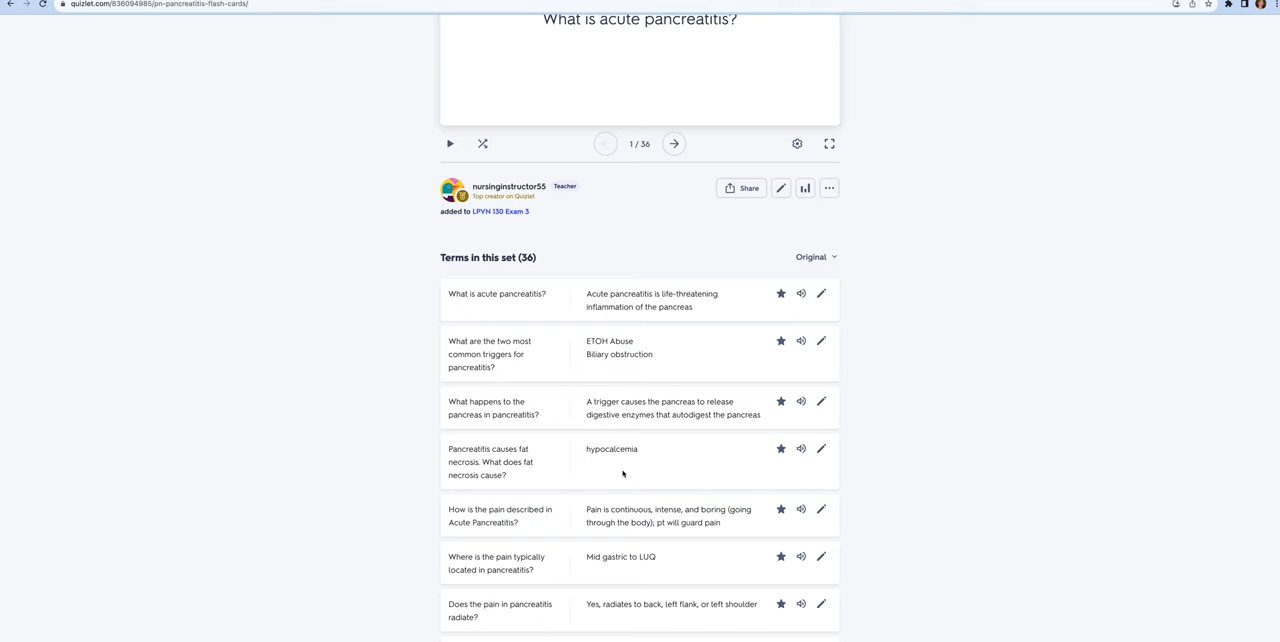 quizlet.com/836094985/pn-pancreatitis-flash-cards/
What is acute pancreatitis?
1 / 36
nursinginstructor55 Teacher
Top creator on Quizlet
Share
added to LPVN 130 Exam 3
Terms in this set (36)
Original
What is acute pancreatitis?
Acute pancreatitis is life-threatening
inflammation of the pancreas
What are the two most
common triggers for
pancreatitis?
ETOH Abuse
Biliary obstruction
What happens to the
pancreas in pancreatitis?
A trigger causes the pancreas to release
digestive enzymes that autodigest the pancreas
Pancreatitis causes fat
necrosis. What does fat
necrosis cause?
hypocalcemia
How is the pain described in
Acute Pancreatitis?
Pain is continuous, intense, and boring (going
through the body); pt will guard pain
Where is the pain typically
located in pancreatitis?
Mid gastric to LUQ
Does the pain in pancreatitis
radiate?
Yes, radiates to back, left flank, or left shoulder